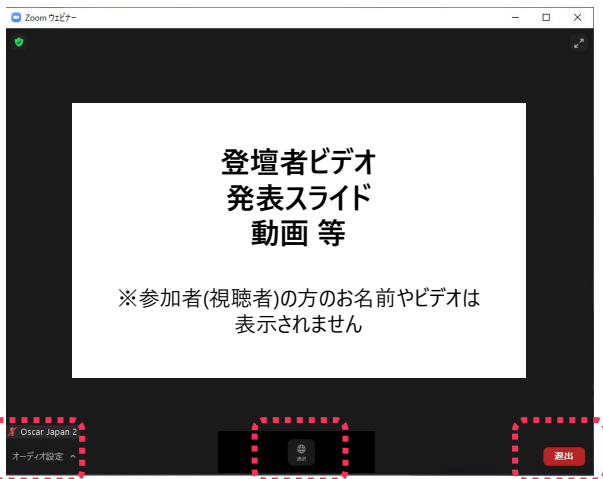 Zoom ウェビナー
登壇者ビデオ
発表スライド
動画 等
※参加者(視聴者)の方のお名前やビデオは
表示されません
Oscar Japan 2
オーディオ設定
通訳
退出